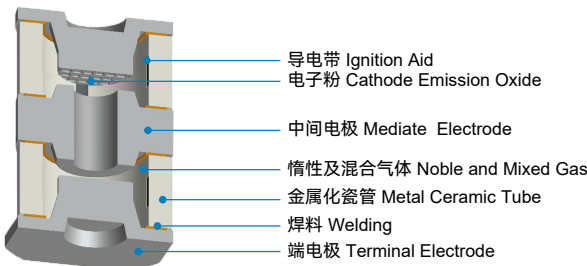 导电带 Ignition Aid
电子粉 Cathode Emission Oxide
中间电极 Mediate Electrode
惰性及混合气体 Noble and Mixed Gas
金属化瓷管 Metal Ceramic Tube
焊料 Welding
端电极 Terminal Electrode